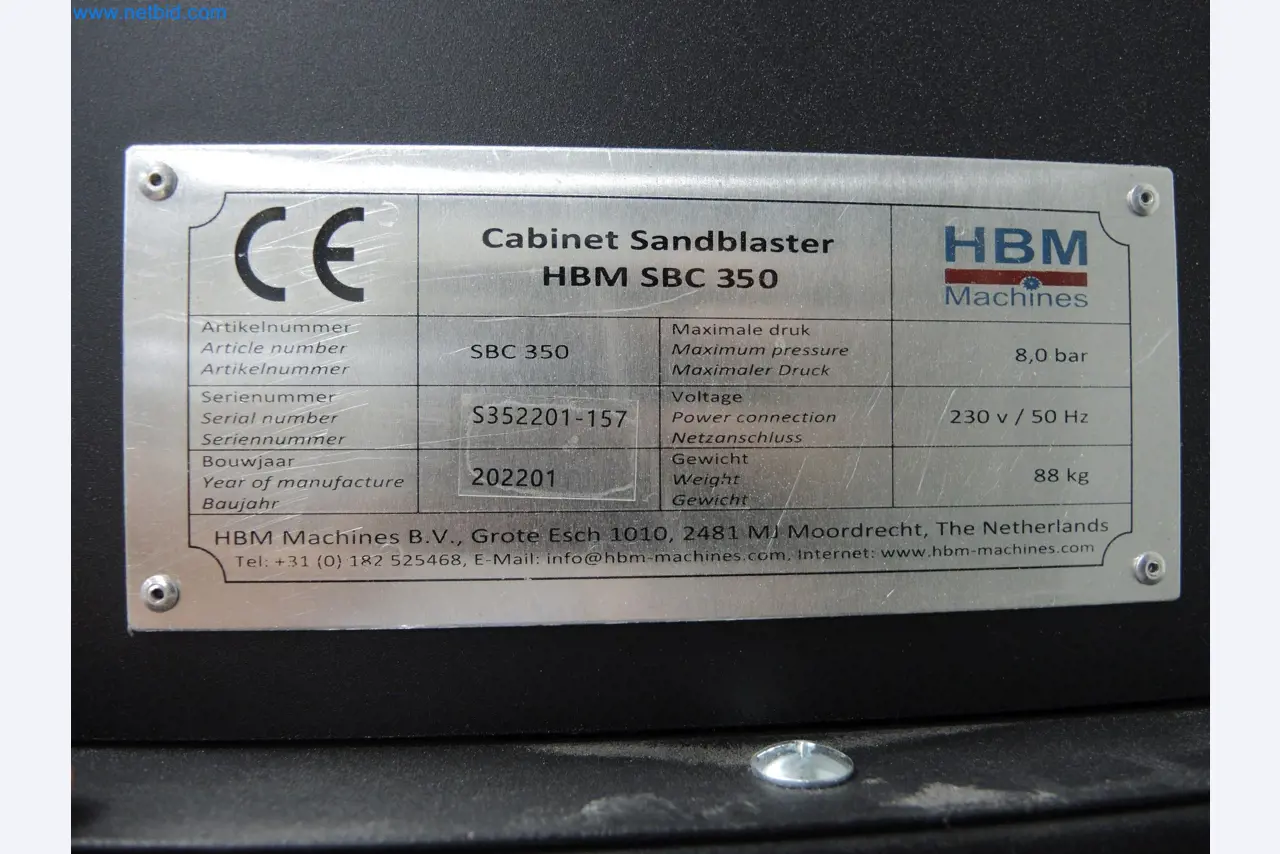 www.netbid.com
CE
Cabinet Sandblaster
HBM SBC 350
HBM
Machines
Artikelnummer
Article number
Artikelnummer
SBC 350
Maximale druk
Maximum pressure
Maximaler Druck
8,0 bar
Serienummer
Serial number
Seriennummer
S352201-157
Voltage
Power connection
Netzanschluss
230 v / 50 Hz
Bouwjaar
Year of manufacture
Baujahr
202201
Gewicht
Weight
Gewicht
88 kg
HBM Machines B.V., Grote Esch 1010, 2481 MJ Moordrecht, The Netherlands
Tel: +31 (0) 182 525468, E-Mail: info@hbm-machines.com, Internet: www.hbm-machines.com